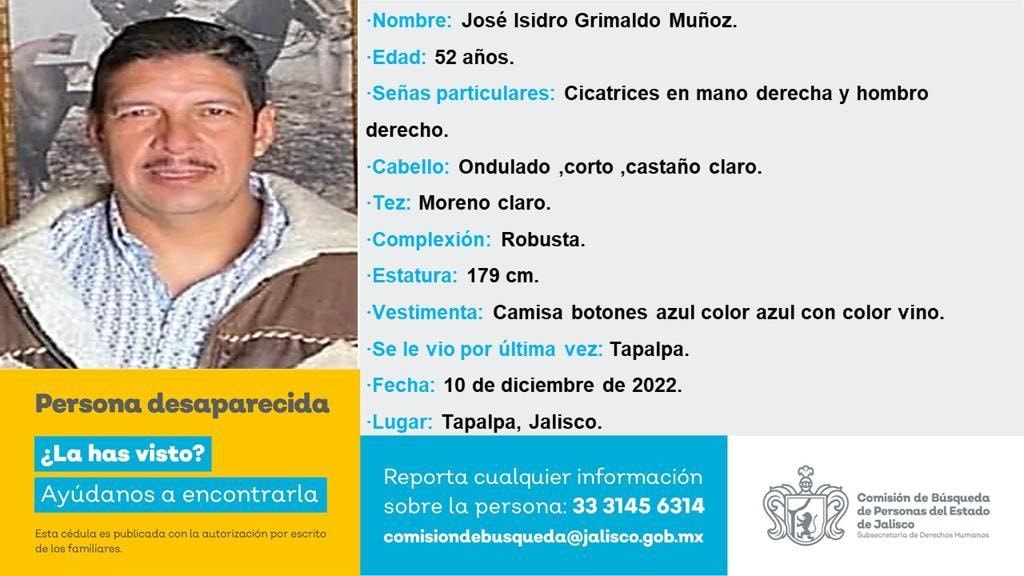 ·Nombre: José Isidro Grimaldo Muñoz.
·Edad: 52 años.
·Señas particulares: Cicatrices en mano derecha y hombro
derecho.
·Cabello: Ondulado ,corto ,castaño claro.
·Tez: Moreno claro.
·Complexión: Robusta.
·Estatura: 179 cm.
·Vestimenta: Camisa botones azul color azul con color vino.
·Se le vio por última vez: Tapalpa.
·Fecha: 10 de diciembre de 2022.
·Lugar: Tapalpa, Jalisco.
Persona desaparecida
¿La has visto?
Ayúdanos a encontrarla
Esta cédula es publicada con la autorización por escrito
de los familiares.
Reporta cualquier información
sobre la persona: 33 3145 6314
comisiondebusqueda@jalisco.gob.mx
Comisión de Búsqueda
de Personas del Estado
de Jalisco
Subsecretaría de Derechos Humanos